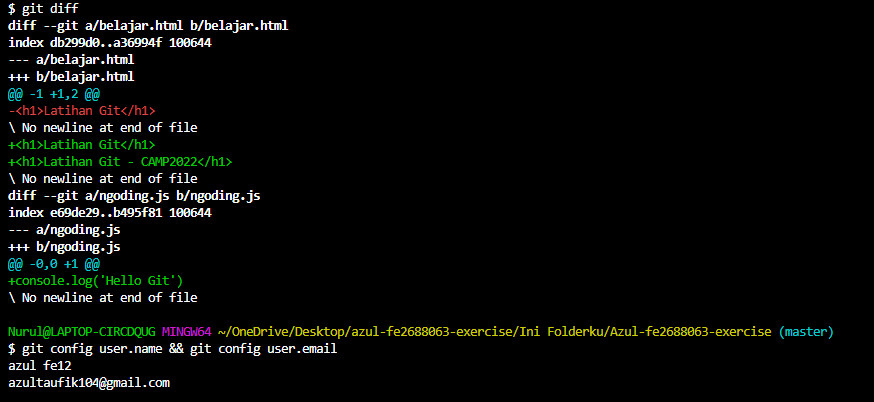 $ git diff
diff --git a/belajar.html b/belajar.html
index db299d0..a36994f 100644
--- a/belajar.html
+++ b/belajar.html
@@ -1 +1,2 @@
-<h1>Latihan Git</h1>
\ No newline at end of file
+<h1>Latihan Git</h1>
+<h1>Latihan Git - CAMP2022</h1>
\ No newline at end of file
diff --git a/ngoding.js b/ngoding.js
index e69de29..b495f81 100644
--- a/ngoding.js
+++ b/ngoding.js
@@ -0,0 +1 @@
+console.log('Hello Git')
\ No newline at end of file
Nurul@LAPTOP-CIRCDQUG MINGW64 ~/OneDrive/Desktop/azul-fe2688063-exercise/Ini Folderku/Azul-fe2688063-exercise (master)
$ git config user.name && git config user.email
azul fe12
azultaufik104@gmail.com